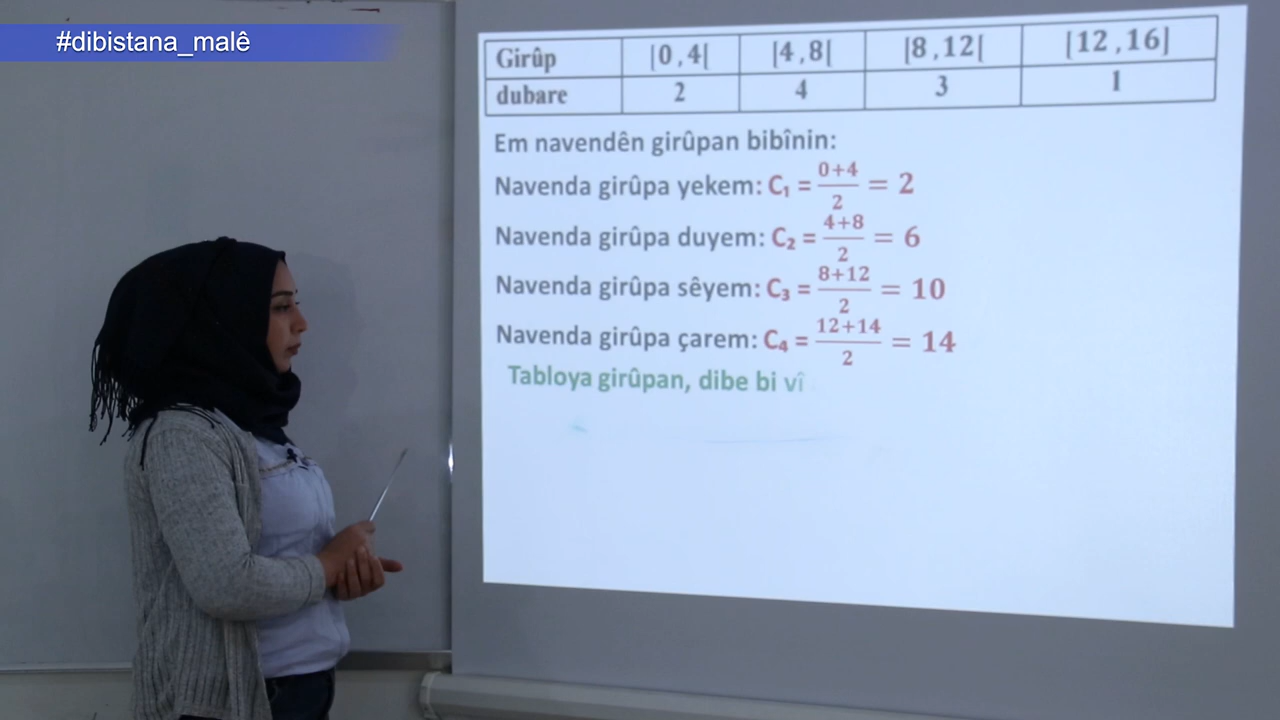 #dibistana_malê
Girûp [0 , 4[ [4 , 8[ [8 , 12[ [12 , 16]
dubare 2 4 3 1
Em navendên girûpan bibînin:
Navenda girûpa yekem: C₁ = (0+4)/2 = 2
Navenda girûpa duyem: C₂ = (4+8)/2 = 6
Navenda girûpa sêyem: C₃ = (8+12)/2 = 10
Navenda girûpa çarem: C₄ = (12+14)/2 = 14
Tabloya girûpan, dibe bi vî